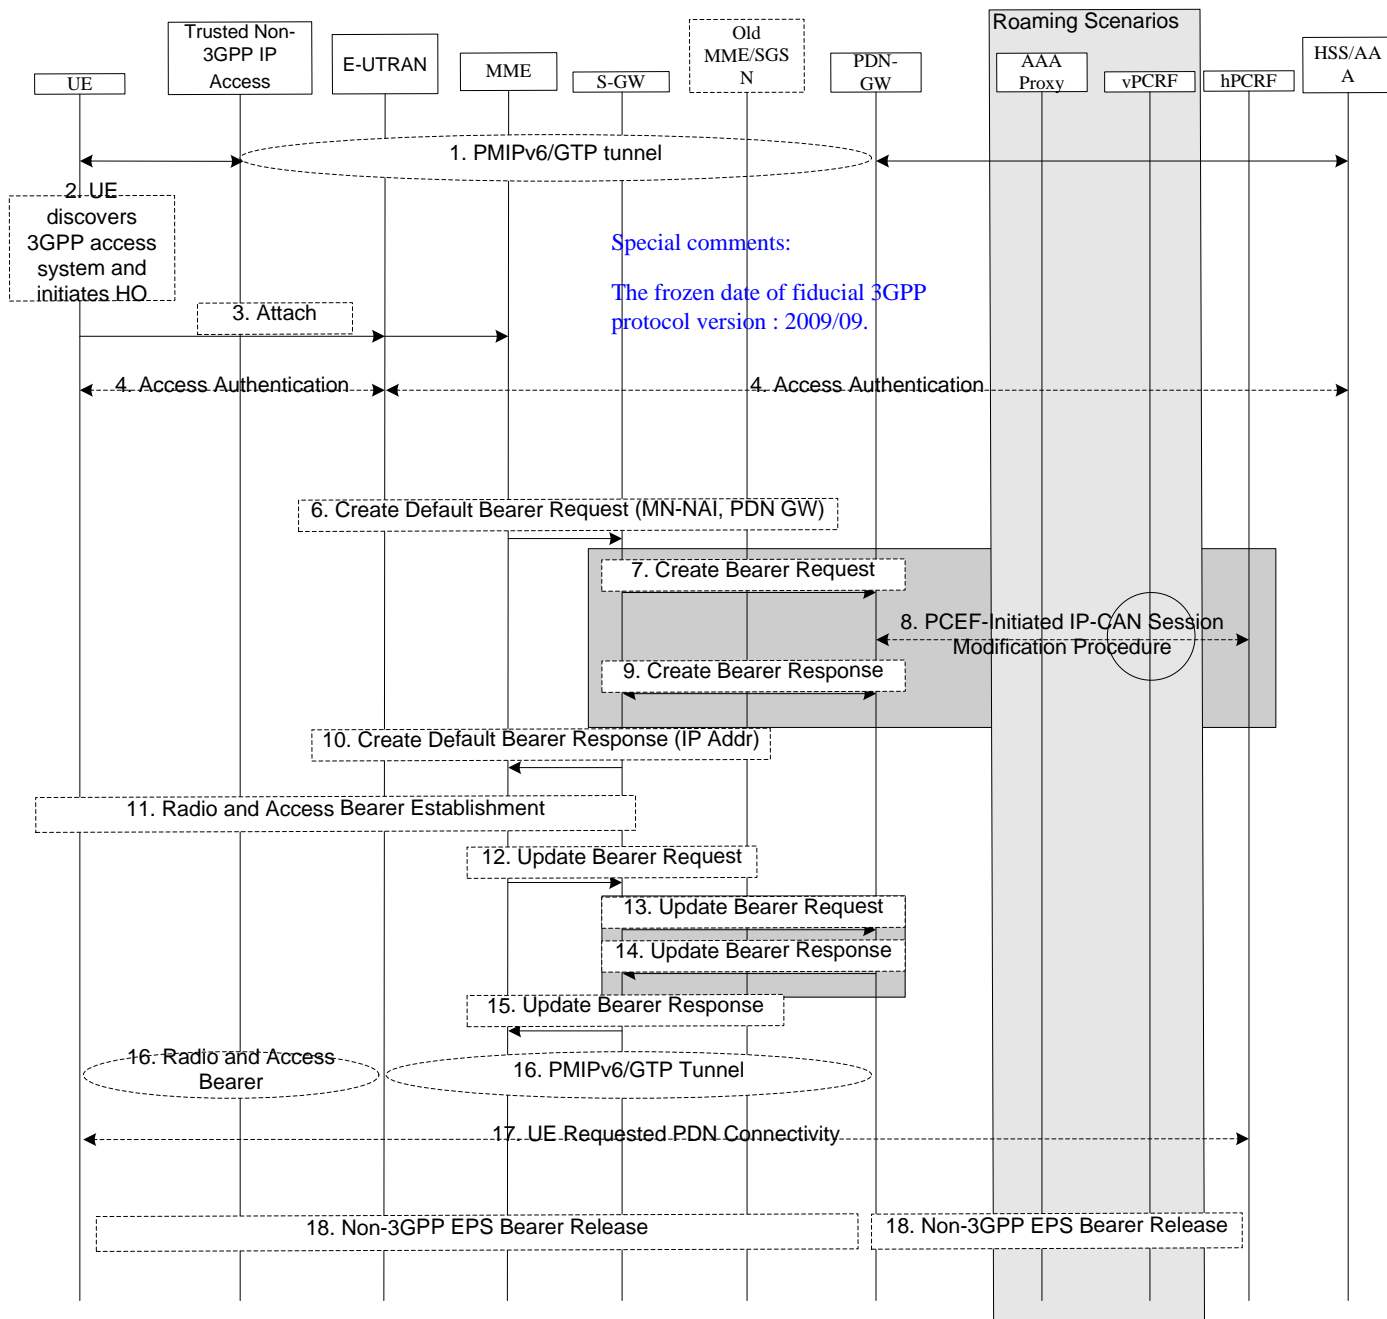 Roaming Scenarios
UE
Trusted Non-
3GPP IP
Access
E-UTRAN
MME
S-GW
Old
MME/SGS
N
PDN-
GW
AAA
Proxy
vPCRF
hPCRF
HSS/AA
A
1. PMIPv6/GTP tunnel
2. UE
discovers
3GPP access
system and
initiates HO
Special comments:
The frozen date of fiducial 3GPP
protocol version : 2009/09.
3. Attach
4. Access Authentication
4. Access Authentication
6. Create Default Bearer Request (MN-NAI, PDN GW)
7. Create Bearer Request
8. PCEF-Initiated IP-CAN Session
Modification Procedure
9. Create Bearer Response
10. Create Default Bearer Response (IP Addr)
11. Radio and Access Bearer Establishment
12. Update Bearer Request
13. Update Bearer Request
14. Update Bearer Response
15. Update Bearer Response
16. Radio and Access
Bearer
16. PMIPv6/GTP Tunnel
17. UE Requested PDN Connectivity
18. Non-3GPP EPS Bearer Release
18. Non-3GPP EPS Bearer Release